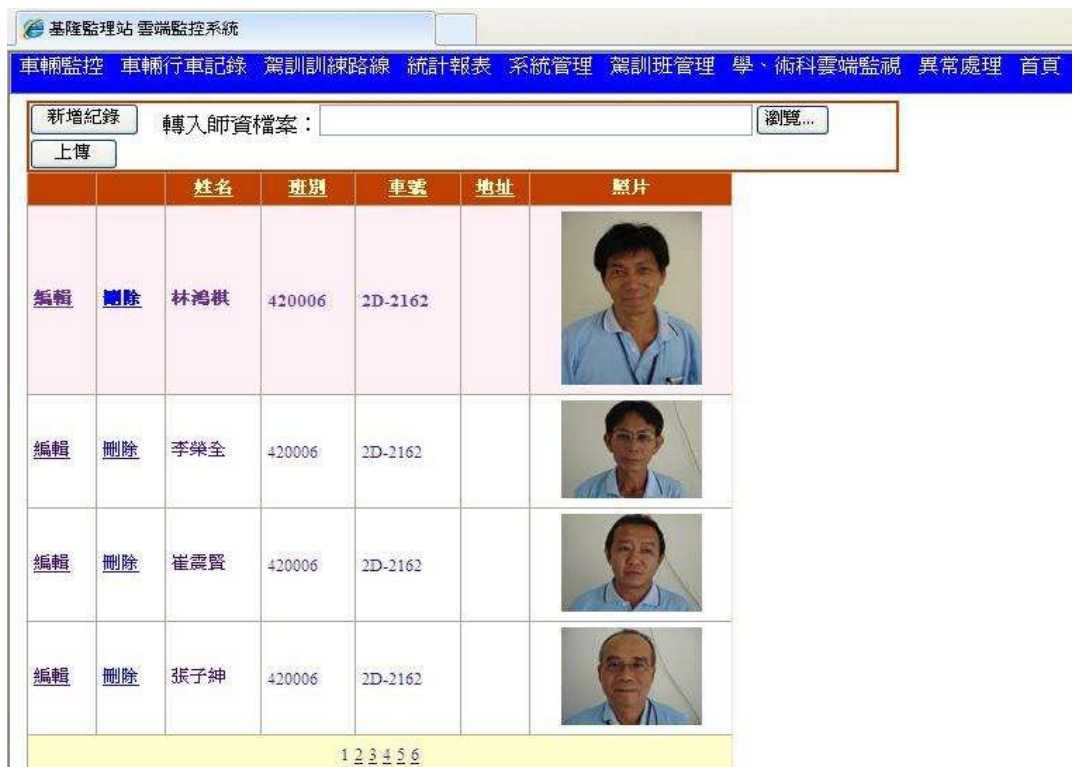 基隆監理站 雲端監控系統
車輛監控 車輛行車記錄 駕訓訓練路線 統計報表 系統管理 駕訓班管理 學、術科雲端監視 異常處理 首頁
新增紀錄 轉入師資檔案： 瀏覽...
上傳
姓名 班別 車號 地址 照片
編輯 刪除 林鴻棋 420006 2D-2162
編輯 刪除 李榮全 420006 2D-2162
編輯 刪除 崔震賢 420006 2D-2162
編輯 刪除 張子紳 420006 2D-2162
1 2 3 4 5 6